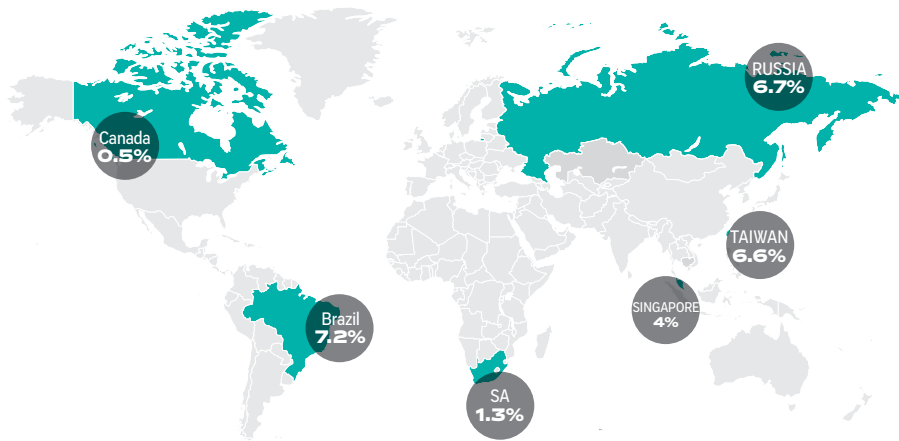 RUSSIA
6.7%
Canada
0.5%
TAIWAN
6.6%
SINGAPORE
4%
Brazil
7.2%
SA
1.3%